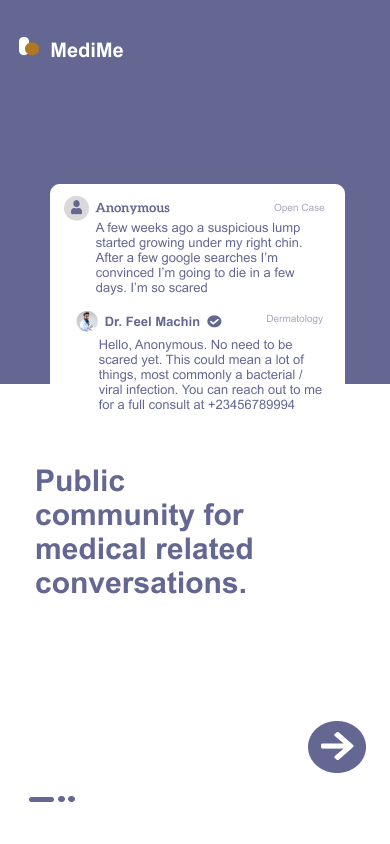 MediMe
Anonymous
Open Case
A few weeks ago a suspicious lump
started growing under my right chin.
After a few google searches I’m
convinced I’m going to die in a few
days. I’m so scared
Dr. Feel Machin
Dermatology
Hello, Anonymous. No need to be
scared yet. This could mean a lot of
things, most commonly a bacterial /
viral infection. You can reach out to me
for a full consult at +23456789994
Public
community for
medical related
conversations.